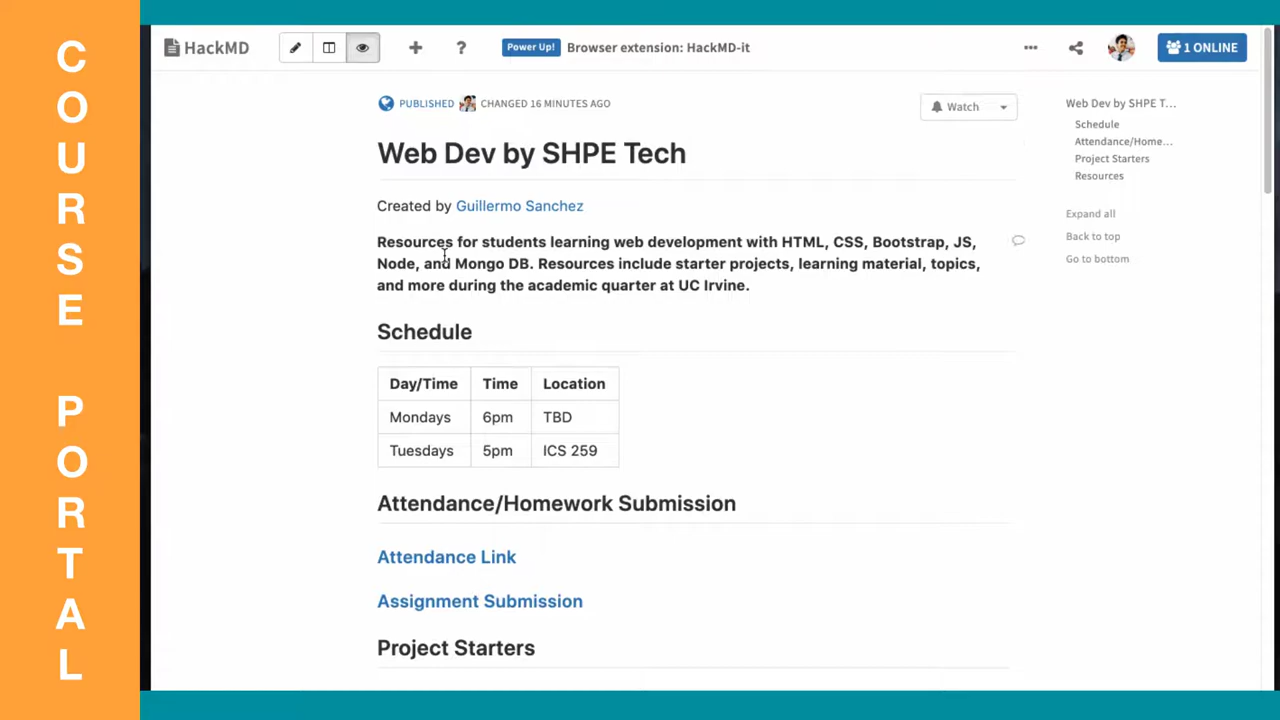 COURSE PORTAL
HackMD
?
Power Up! Browser extension: HackMD-it
1 ONLINE
PUBLISHED CHANGED 16 MINUTES AGO
Watch
Web Dev by SHPE Tech
Created by Guillermo Sanchez
Resources for students learning web development with HTML, CSS, Bootstrap, JS,
Node, and Mongo DB. Resources include starter projects, learning material, topics,
and more during the academic quarter at UC Irvine.
Schedule
Day/Time Time Location
Mondays 6pm TBD
Tuesdays 5pm ICS 259
Attendance/Homework Submission
Attendance Link
Assignment Submission
Project Starters
Web Dev by SHPE T...
Schedule
Attendance/Home...
Project Starters
Resources
Expand all
Back to top
Go to bottom